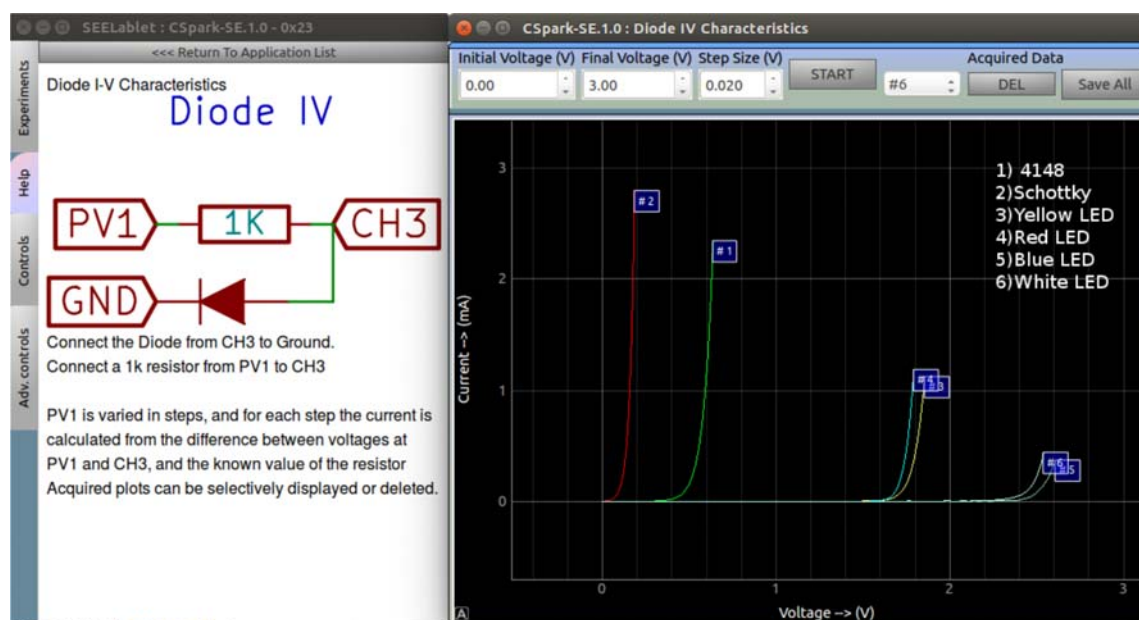 SEELablet : CSpark-SE.1.0 - 0x23
<<< Return To Application List
Experiments
Help
Controls
Adv. controls
Diode I-V Characteristics
Diode IV
PV1
1K
CH3
GND
Connect the Diode from CH3 to Ground.
Connect a 1k resistor from PV1 to CH3
PV1 is varied in steps, and for each step the current is
calculated from the difference between voltages at
PV1 and CH3, and the known value of the resistor
Acquired plots can be selectively displayed or deleted.
CSpark-SE.1.0 : Diode IV Characteristics
Initial Voltage (V) Final Voltage (V) Step Size (V)
Acquired Data
0.00
3.00
0.020
START
#6
DEL
Save All
1) 4148
2)Schottky
3)Yellow LED
4)Red LED
5)Blue LED
6)White LED
# 2
# 1
# 4
# 3
# 6
# 5
Current --> (mA)
3
2
1
0
0
1
2
3
Voltage --> (V)
A